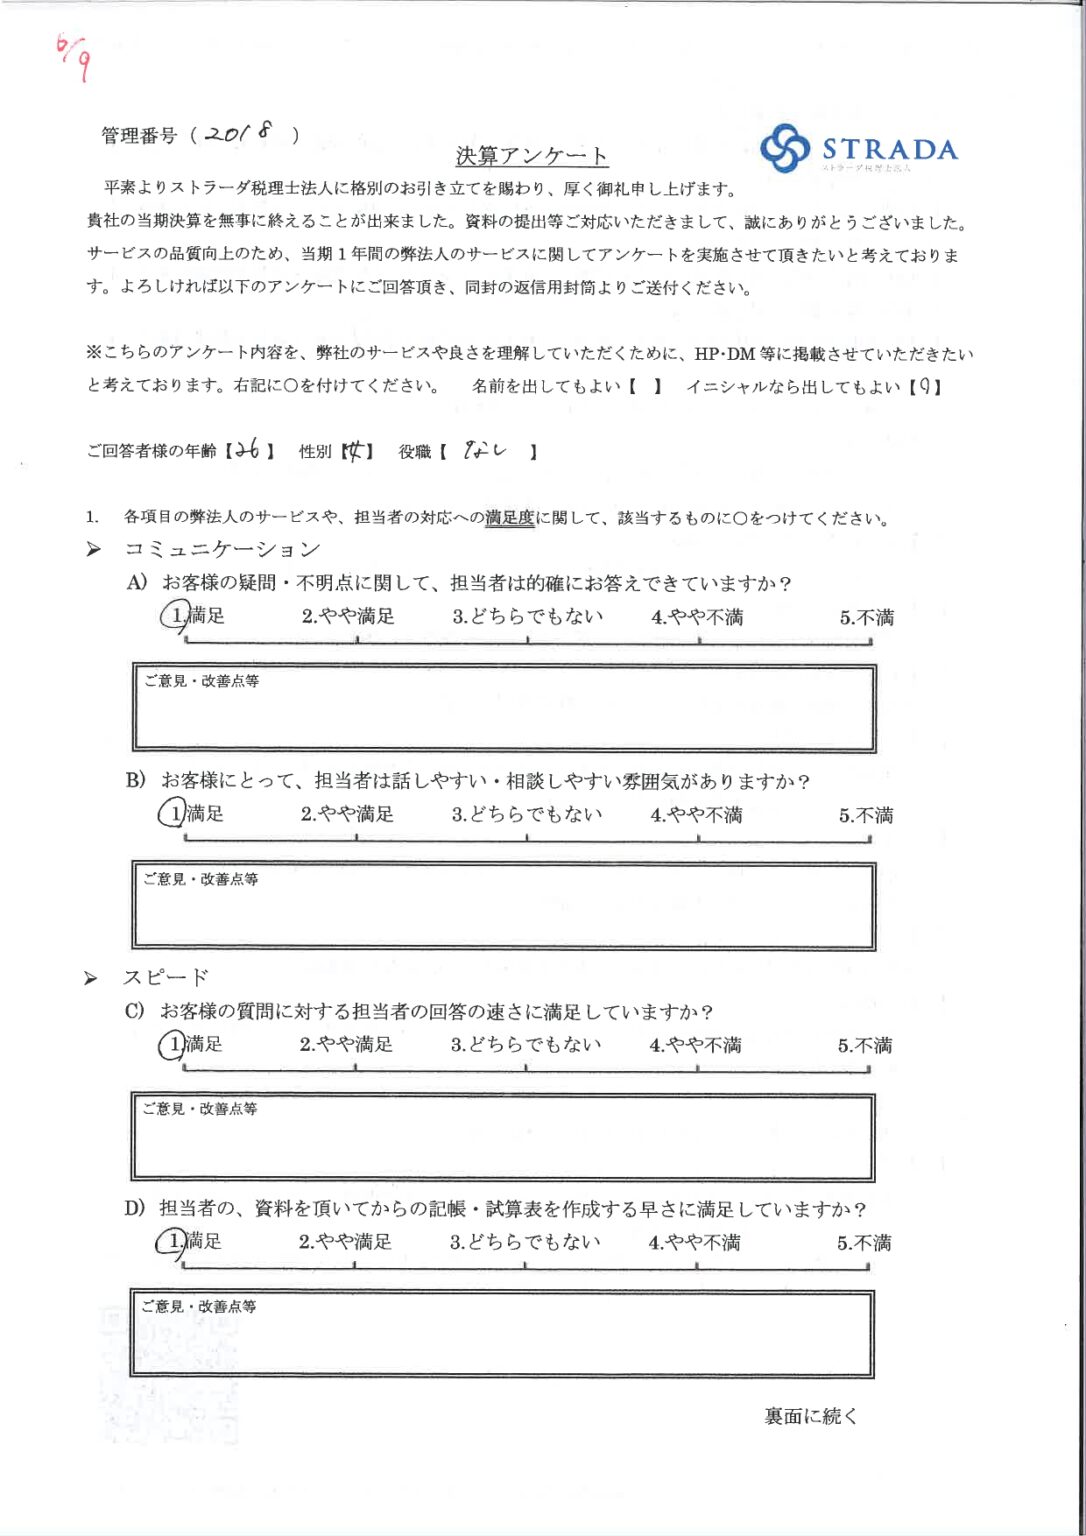 6/9
管理番号（2018）
決算アンケート
STRADA
ストラーダ税理士法人
平素よりストラーダ税理士法人に格別のお引き立てを賜わり、厚く御礼申し上げます。
貴社の当期決算を無事に終えることが出来ました。資料の提出等ご対応いただきまして、誠にありがとうございました。
サービスの品質向上のため、当期１年間の弊法人のサービスに関してアンケートを実施させて頂きたいと考えておりま
す。よろしければ以下のアンケートにご回答頂き、同封の返信用封筒よりご送付ください。
※こちらのアンケート内容を、弊社のサービスや良さを理解していただくために、HP・DM 等に掲載させていただきたい
と考えております。右記に〇を付けてください。 名前を出してもよい【 】 イニシャルなら出してもよい【 】
ご回答者様の年齢【26】 性別【女】 役職【 なし 】
1. 各項目の弊法人のサービスや、担当者の対応への満足度に関して、該当するものに〇をつけてください。
➢ コミュニケーション
A) お客様の疑問・不明点に関して、担当者は的確にお答えできていますか？
1.満足 2.やや満足 3.どちらでもない 4.やや不満 5.不満
ご意見・改善点等
B) お客様にとって、担当者は話しやすい・相談しやすい雰囲気がありますか？
1.満足 2.やや満足 3.どちらでもない 4.やや不満 5.不満
ご意見・改善点等
➢ スピード
C) お客様の質問に対する担当者の回答の速さに満足していますか？
1.満足 2.やや満足 3.どちらでもない 4.やや不満 5.不満
ご意見・改善点等
D) 担当者の、資料を頂いてからの記帳・試算表を作成する早さに満足していますか？
1.満足 2.やや満足 3.どちらでもない 4.やや不満 5.不満
ご意見・改善点等
裏面に続く